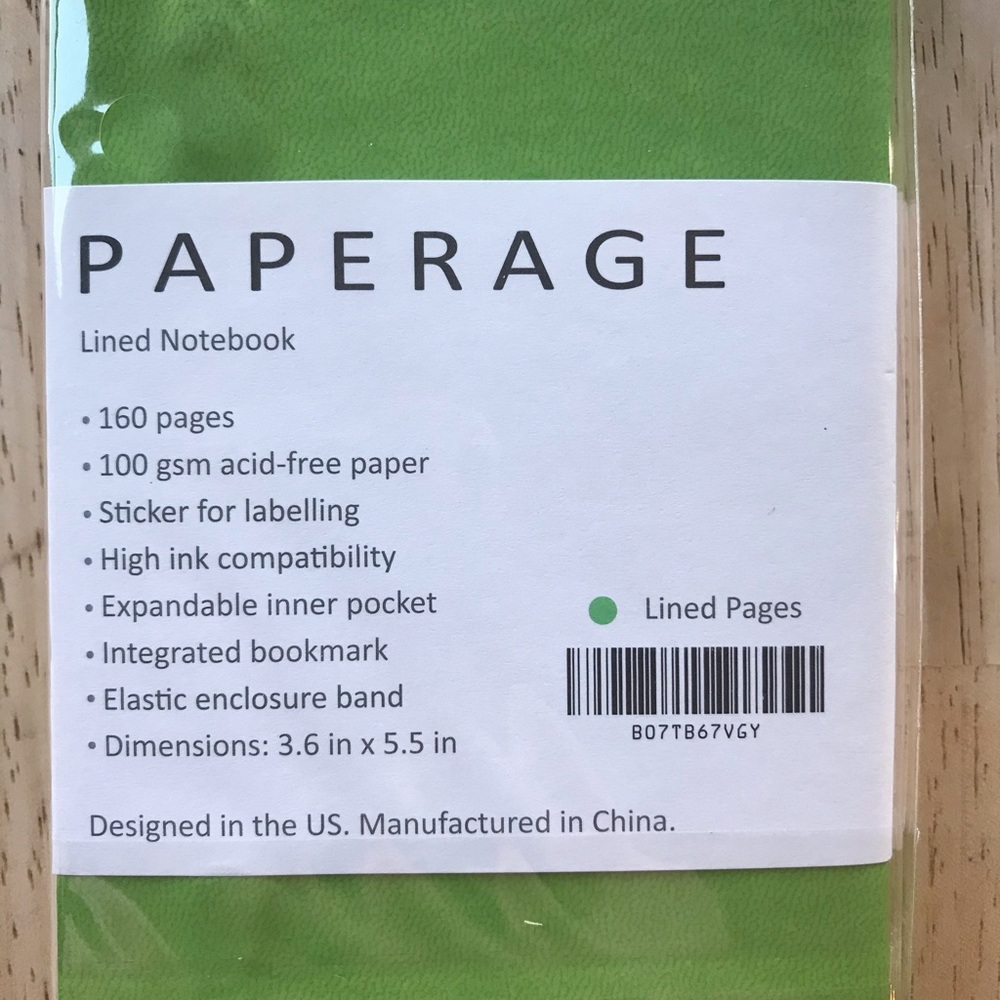 PAPERAGE
Lined Notebook
• 160 pages
• 100 gsm acid-free paper
• Sticker for labelling
• High ink compatibility
• Expandable inner pocket
• Integrated bookmark
• Elastic enclosure band
• Dimensions: 3.6 in x 5.5 in
Lined Pages
B07TB67VGY
Designed in the US. Manufactured in China.